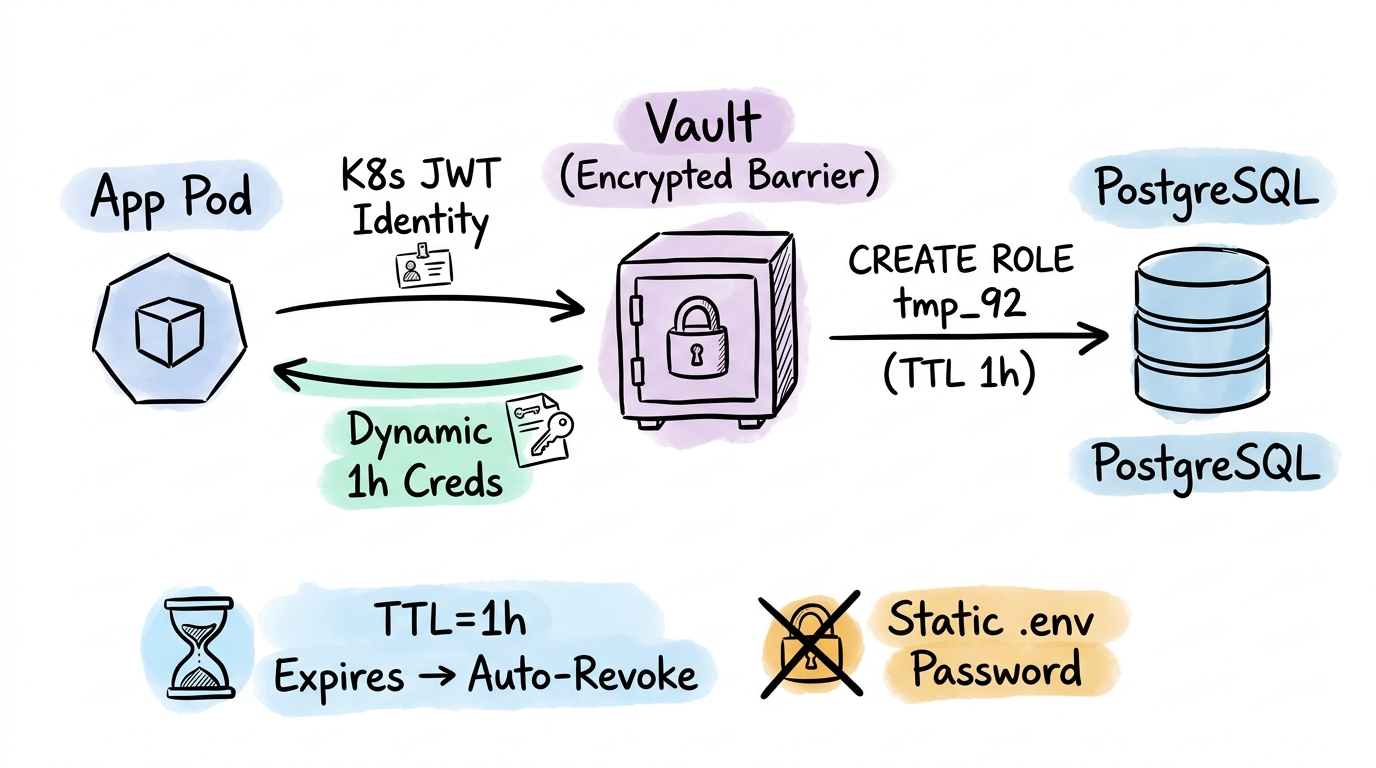 App Pod
K8s JWT
Identity
Vault
(Encrypted Barrier)
CREATE ROLE
tmp_92
(TTL 1h)
PostgreSQL
PostgreSQL
Dynamic
1h Creds
TTL=1h
Expires → Auto-Revoke
Static .env
Password